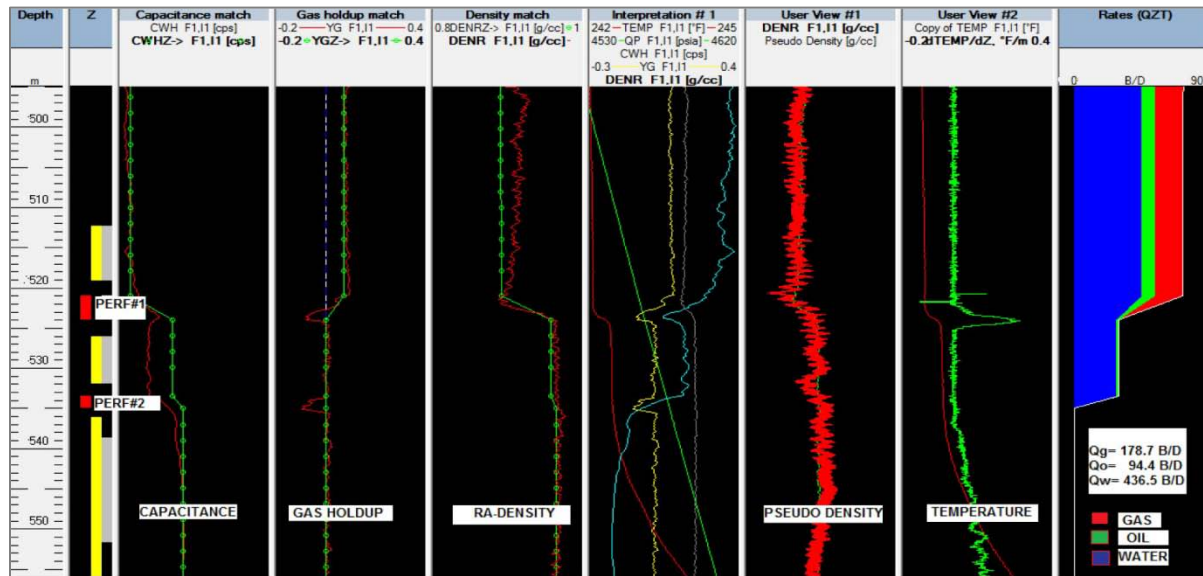 Depth
Z
Capacitance match
Gas holdup match
Density match
Interpretation # 1
User View #1
User View #2
Rates (QZT)
CWH F1,I1 [cps]
-0.2 YG F1,I1 0.4
0.8DENRZ-> F1,I1 [g/cc] 1
242 TEMP F1,I1 [°F] 245
DENR F1,I1 [g/cc]
Copy of TEMP F1,I1 [°F]
CWHZ-> F1,I1 [cps]
-0.2 YGZ-> F1,I1 0.4
DENR F1,I1 [g/cc]
4530 QP F1,I1 [psia] 4620
Pseudo Density [g/cc]
-0.2dTEMP/dZ, °F/m 0.4
CWH F1,I1 [cps]
-0.3 YG F1,I1 0.4
DENR F1,I1 [g/cc]
m
0 B/D 90
500
510
520
PERF#1
530
PERF#2
540
550
CAPACITANCE
GAS HOLDUP
RA-DENSITY
PSEUDO DENSITY
TEMPERATURE
Qg= 178.7 B/D
Qo= 94.4 B/D
Qw= 436.5 B/D
GAS
OIL
WATER